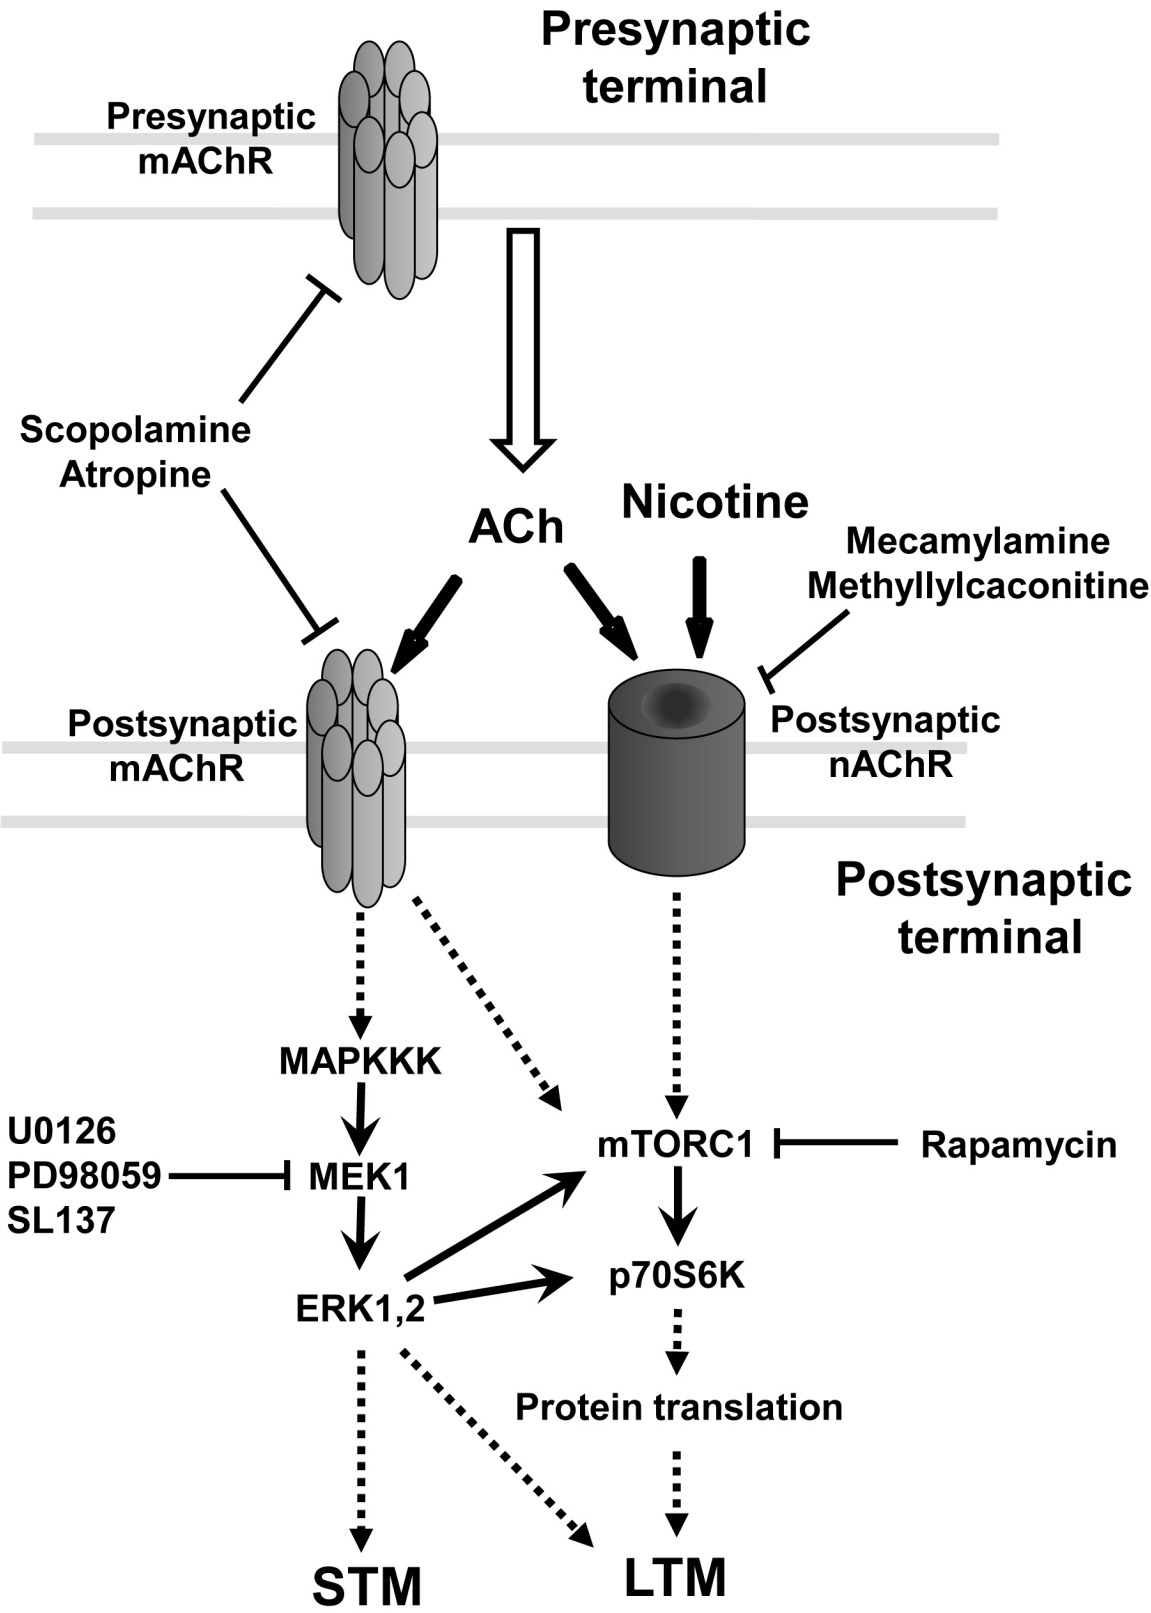 Presynaptic
terminal
Presynaptic
mAChR
Scopolamine
Atropine
ACh
Nicotine
Mecamylamine
Methyllylcaconitine
Postsynaptic
mAChR
Postsynaptic
nAChR
Postsynaptic
terminal
MAPKKK
U0126
PD98059
SL137
MEK1
mTORC1
Rapamycin
ERK1,2
p70S6K
Protein translation
STM
LTM